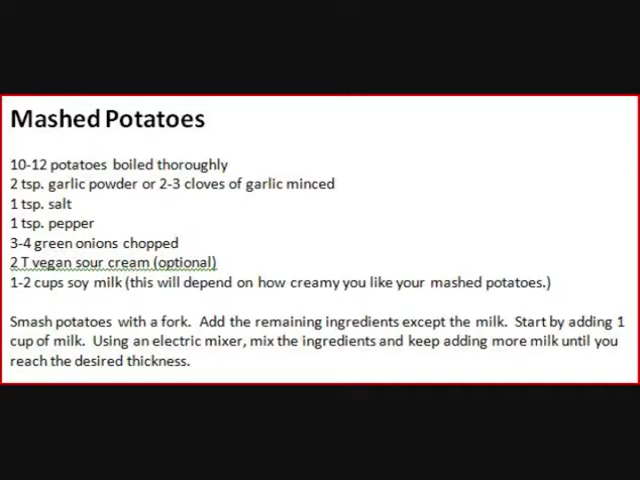 Mashed Potatoes
10-12 potatoes boiled thoroughly
2 tsp. garlic powder or 2-3 cloves of garlic minced
1 tsp. salt
1 tsp. pepper
3-4 green onions chopped
2 T vegan sour cream (optional)
1-2 cups soy milk (this will depend on how creamy you like your mashed potatoes.)
Smash potatoes with a fork.  Add the remaining ingredients except the milk.  Start by adding 1
cup of milk.  Using an electric mixer, mix the ingredients and keep adding more milk until you
reach the desired thickness.